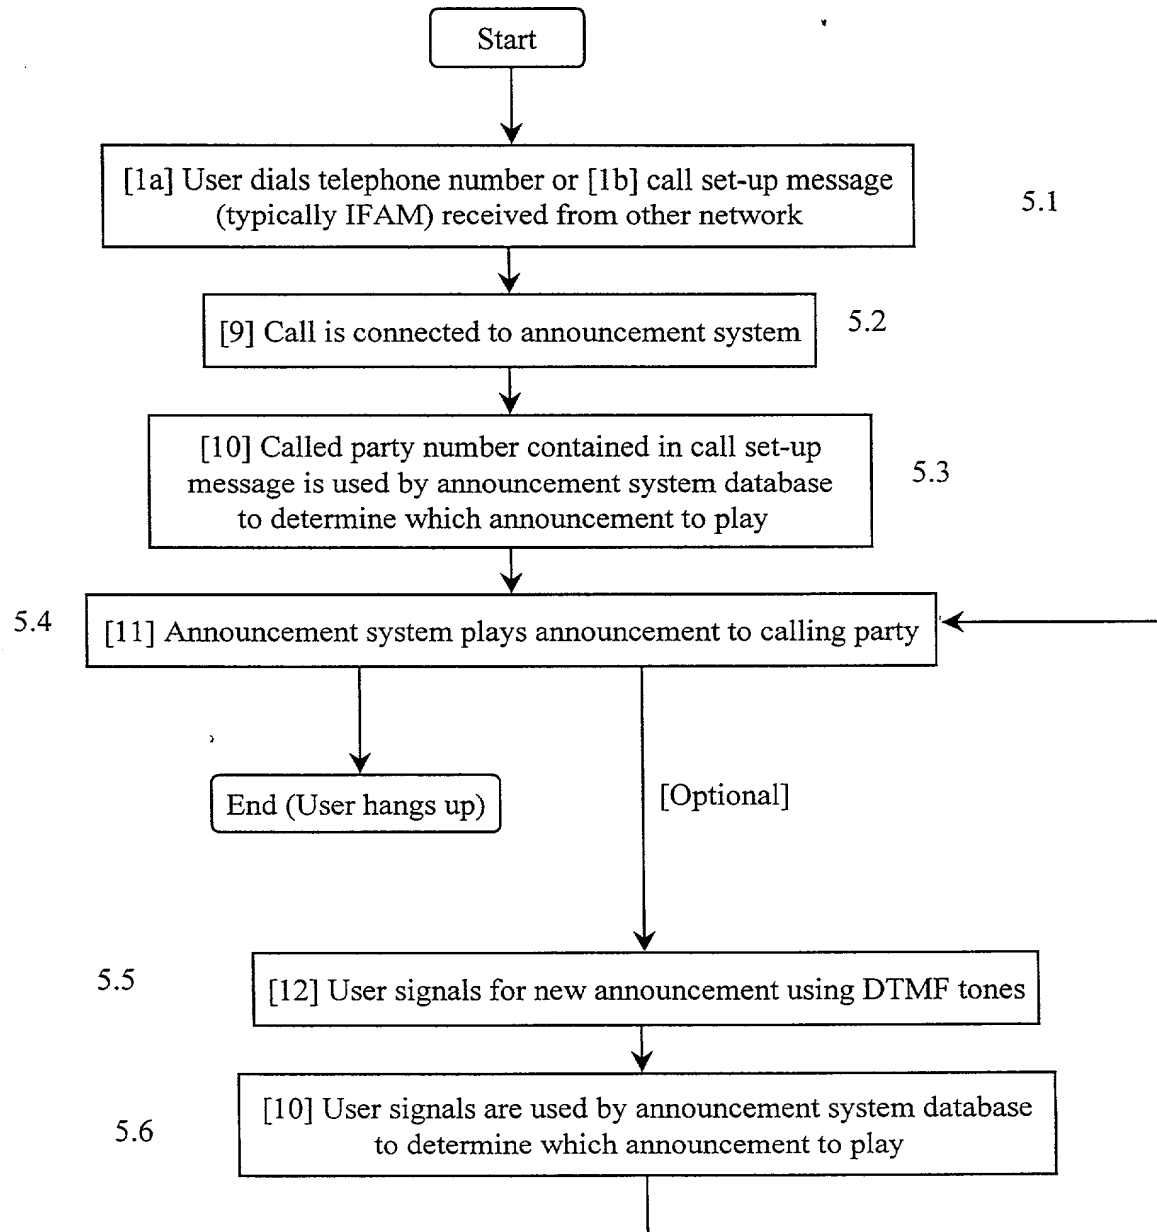 Start
[1a] User dials telephone number or [1b] call set-up message
(typically IFAM) received from other network
5.1
[9] Call is connected to announcement system
5.2
[10] Called party number contained in call set-up
message is used by announcement system database
to determine which announcement to play
5.3
5.4
[11] Announcement system plays announcement to calling party
End (User hangs up)
[Optional]
5.5
[12] User signals for new announcement using DTMF tones
5.6
[10] User signals are used by announcement system database
to determine which announcement to play